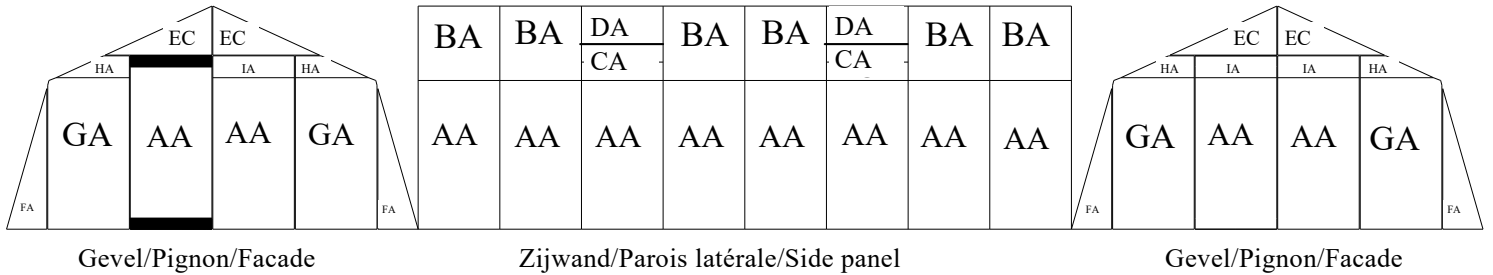 EC EC BA BA DA BA BA DA BA BA EC EC
HA IA HA CA CA HA IA IA HA
GA AA AA GA AA AA AA AA AA AA AA AA GA AA AA GA
FA FA FA FA
Gevel/Pignon/Facade Zijwand/Parois latérale/Side panel Gevel/Pignon/Facade